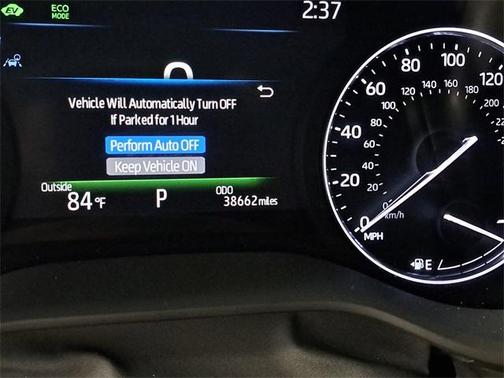 EV
ECO
MODE
2:37
0
Vehicle Will Automatically Turn OFF
If Parked for 1 Hour
Perform Auto OFF
Keep Vehicle ON
Outside
84 °F
P
ODO
38662 miles
0
20
40
60
80
100
120
MPH
0
20
40
60
80
100
120
140
160
180
200
km/h
E